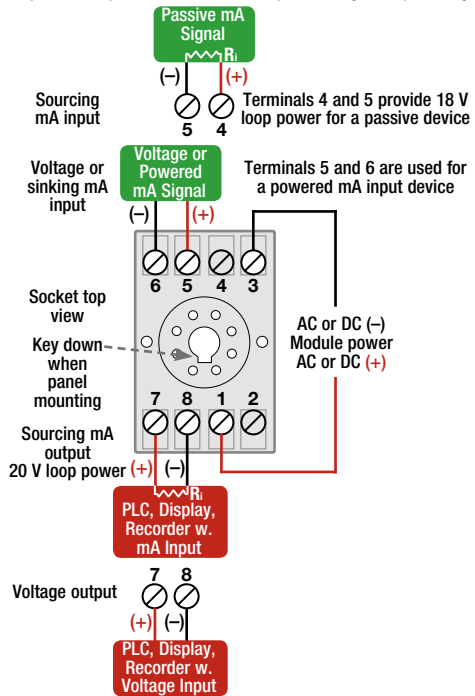 Passive mA
Signal
Ri
(–) (+)
Sourcing
mA input
5 4
Terminals 4 and 5 provide 18 V
loop power for a passive device
Voltage or
sinking mA
input
Voltage or
Powered
mA Signal
(–) (+)
Terminals 5 and 6 are used for
a powered mA input device
6 5 4 3
Socket top
view
Key down
when
panel
mounting
AC or DC (–)
Module power
AC or DC (+)
7 8 1 2
Sourcing mA
output
20 V loop power
(+) (–)
Ri
PLC, Display,
Recorder w.
mA Input
Voltage output
7 8
(+) (–)
PLC, Display,
Recorder w.
Voltage Input